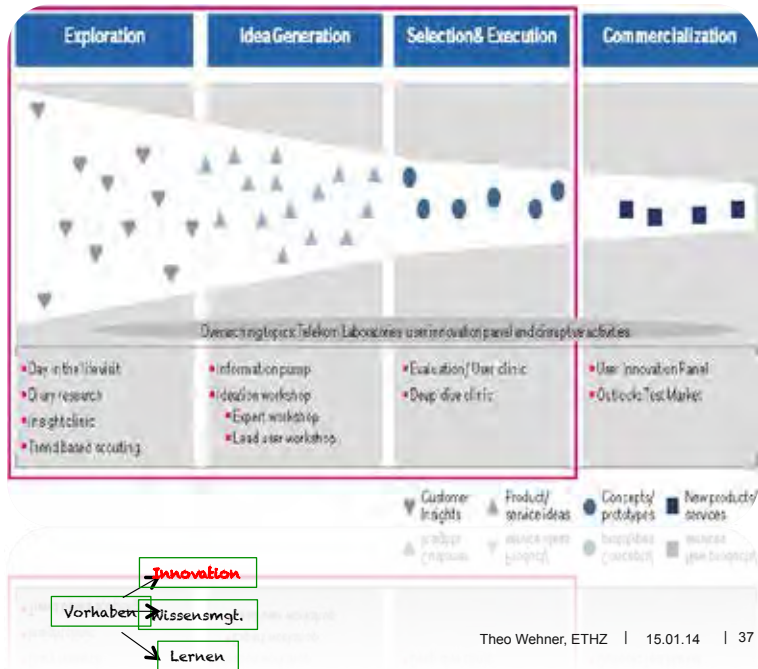 Exploration
Idea Generation
Selection & Execution
Commercialization
Overarching topics: Telekom Laboratories user innovation panel and disruptive activities
Day in the life visit
Diary research
Insight clinic
Trend based scouting
Information pump
Ideation workshop
Expert workshop
Lead user workshop
Evaluation/User clinic
Deep dive clinic
User Innovation Panel
Outlook: Test Market
Customer
Insights
Product/
service ideas
Concepts/
prototypes
New products/
services
Innovation
Vorhaben
Wissensmgt.
Lernen
Theo Wehner, ETHZ | 15.01.14 | 37